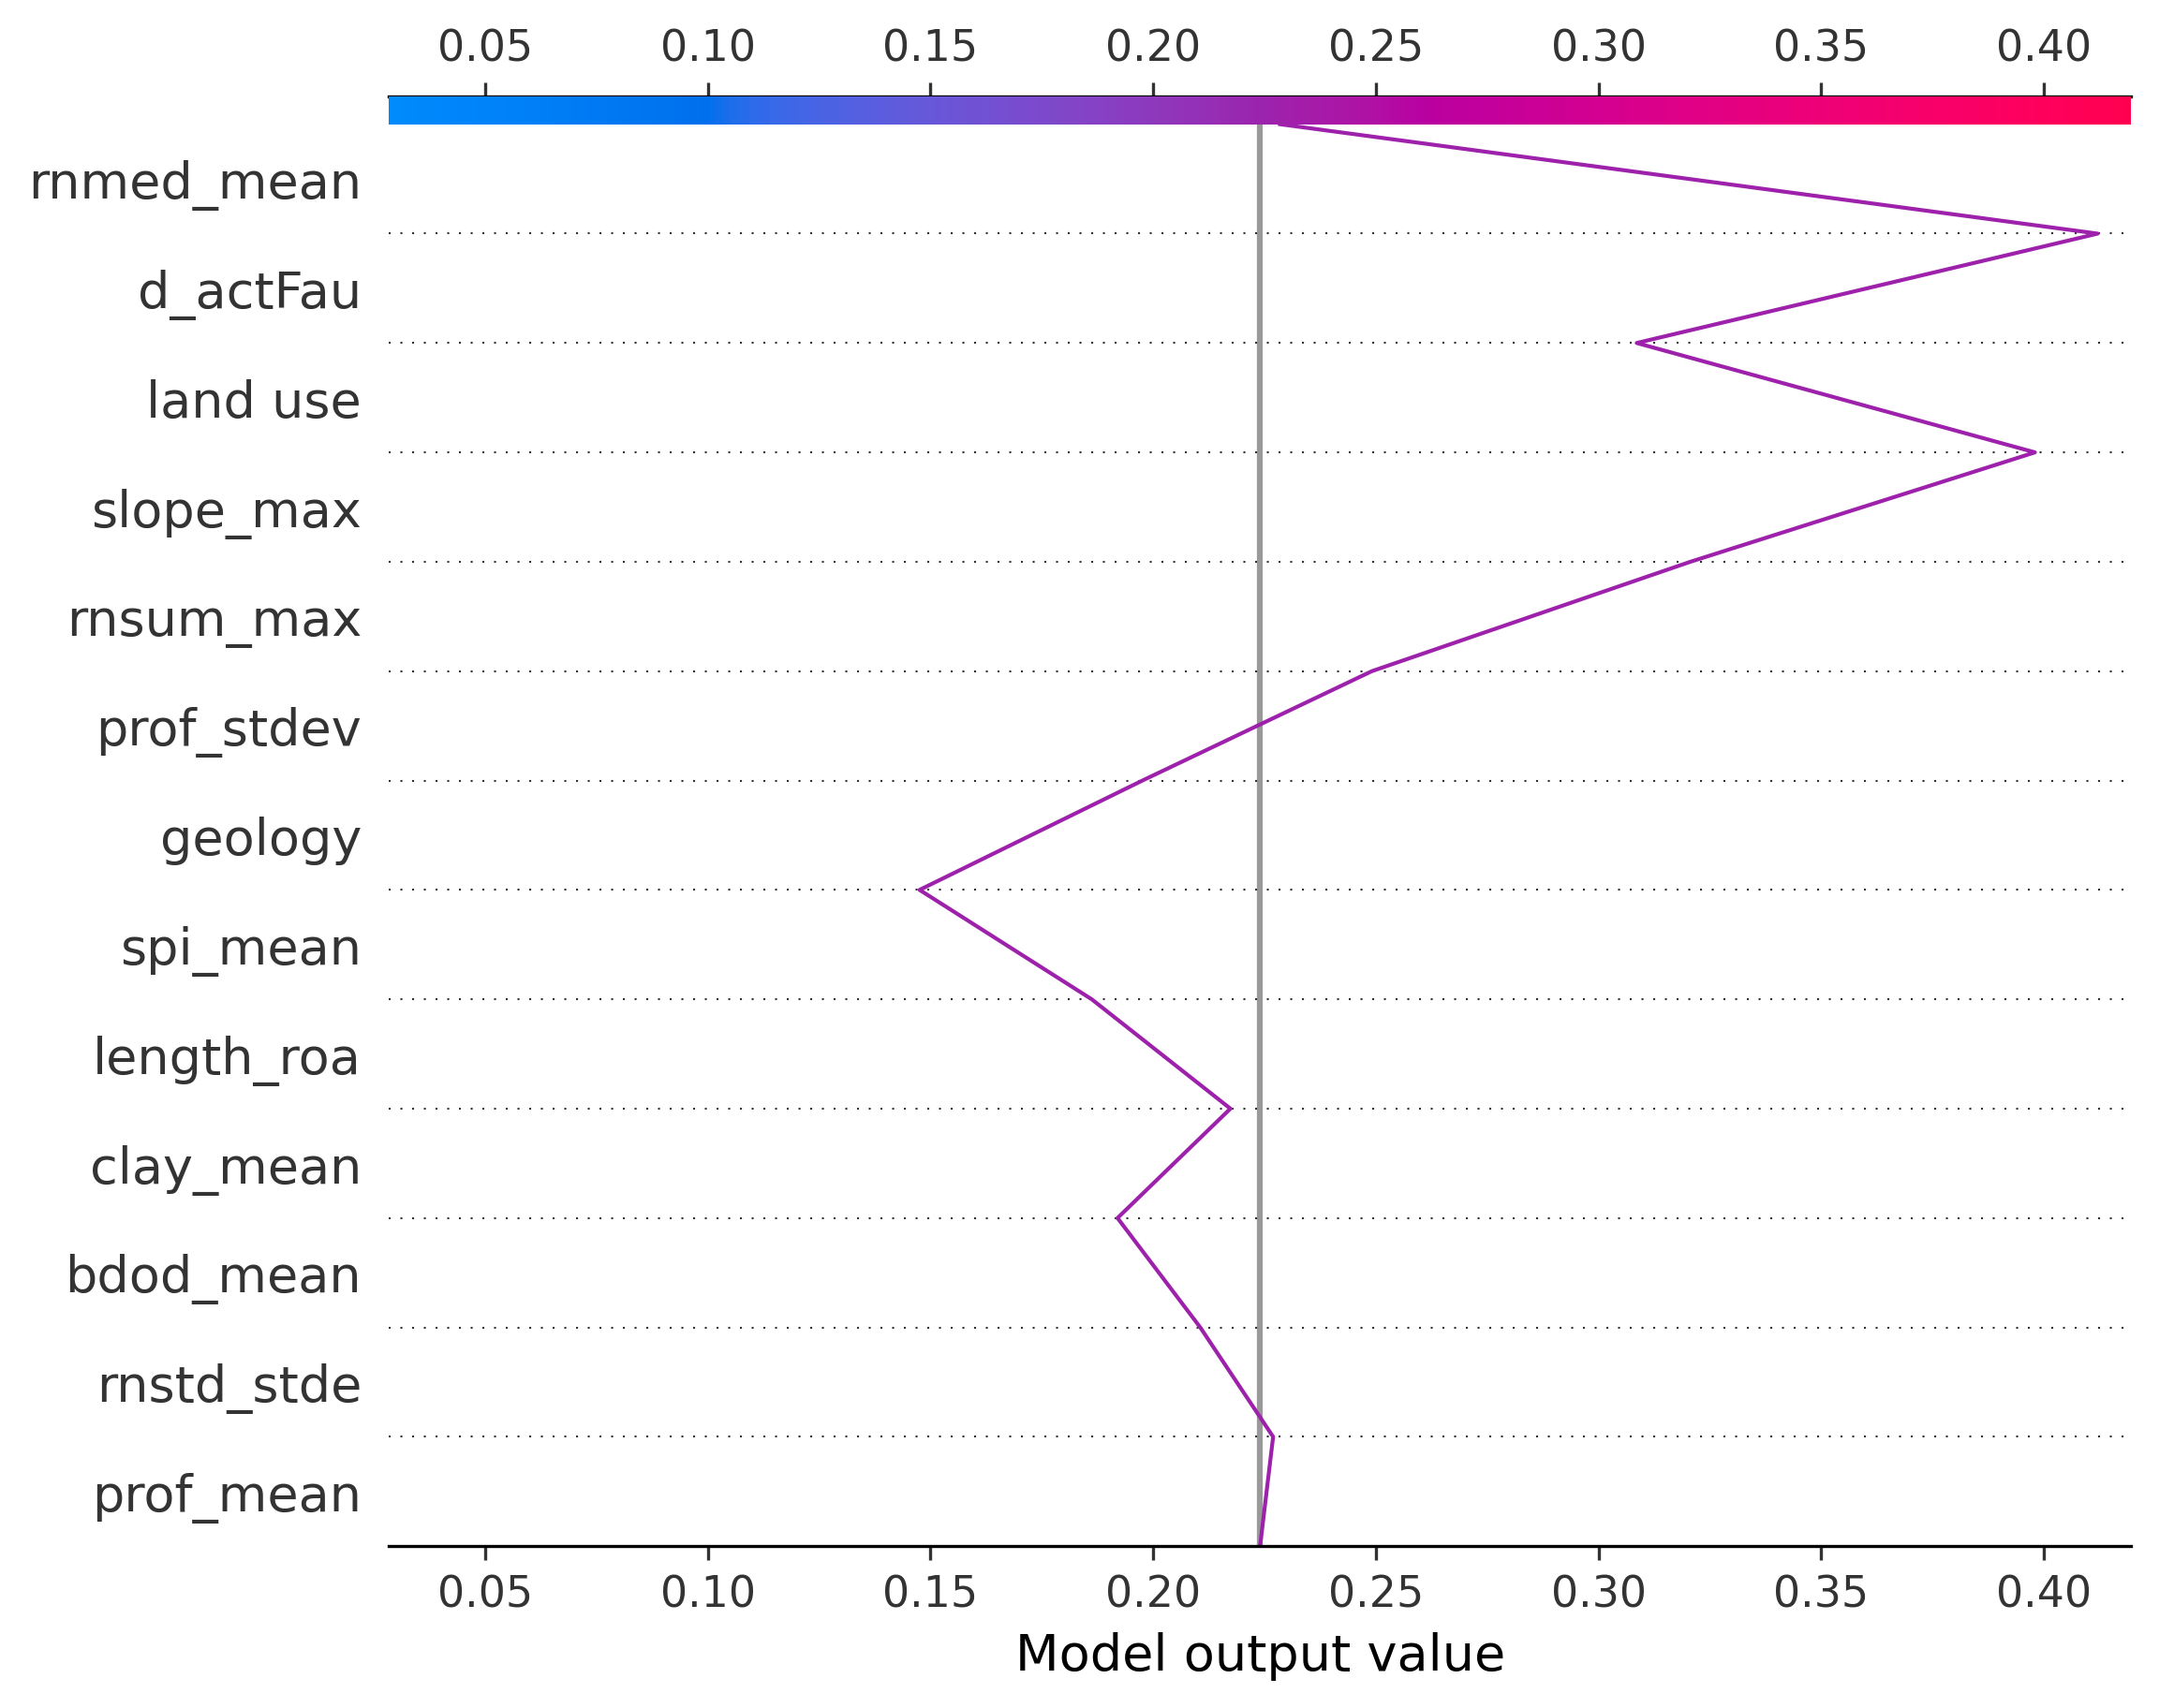 0.05 0.10 0.15 0.20 0.25 0.30 0.35 0.40
rnmed_mean
d_actFau
land use
slope_max
rnsum_max
prof_stdev
geology
spi_mean
length_roa
clay_mean
bdod_mean
rnstd_stde
prof_mean
0.05 0.10 0.15 0.20 0.25 0.30 0.35 0.40
Model output value